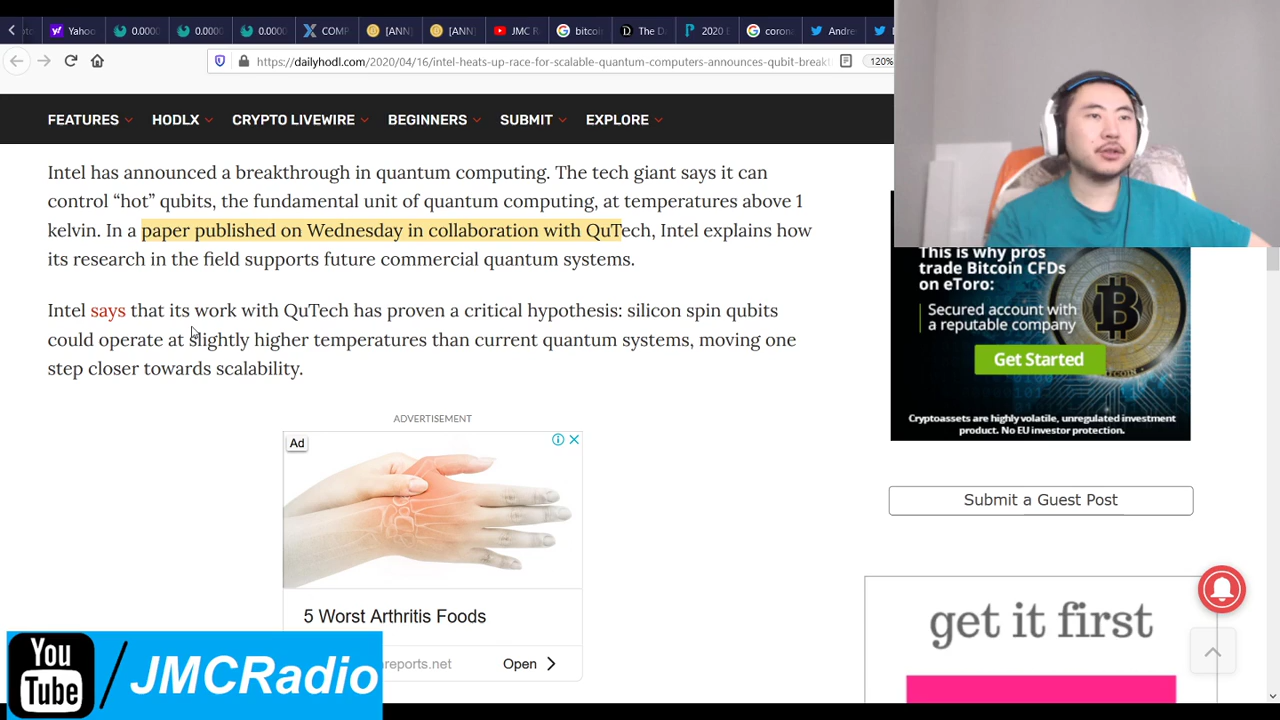 Yahoo
0.0000
0.0000
0.0000
COMP
[ANN]
[ANN]
JMC R
bitcoi
The D
2020 E
coron
Andre
https://dailyhodl.com/2020/04/16/intel-heats-up-race-for-scalable-quantum-computers-announces-qubit-break
120%
FEATURES
HODLX
CRYPTO LIVEWIRE
BEGINNERS
SUBMIT
EXPLORE
Intel has announced a breakthrough in quantum computing. The tech giant says it can
control “hot” qubits, the fundamental unit of quantum computing, at temperatures above 1
kelvin. In a paper published on Wednesday in collaboration with QuTech, Intel explains how
its research in the field supports future commercial quantum systems.
Intel says that its work with QuTech has proven a critical hypothesis: silicon spin qubits
could operate at slightly higher temperatures than current quantum systems, moving one
step closer towards scalability.
ADVERTISEMENT
Ad
5 Worst Arthritis Foods
reports.net
Open
This is why pros
trade Bitcoin CFDs
on eToro:
Secured account with
a reputable company
Get Started
Cryptoassets are highly volatile, unregulated investment
product. No EU investor protection.
Submit a Guest Post
get it first
You
Tube
/JMCRadio